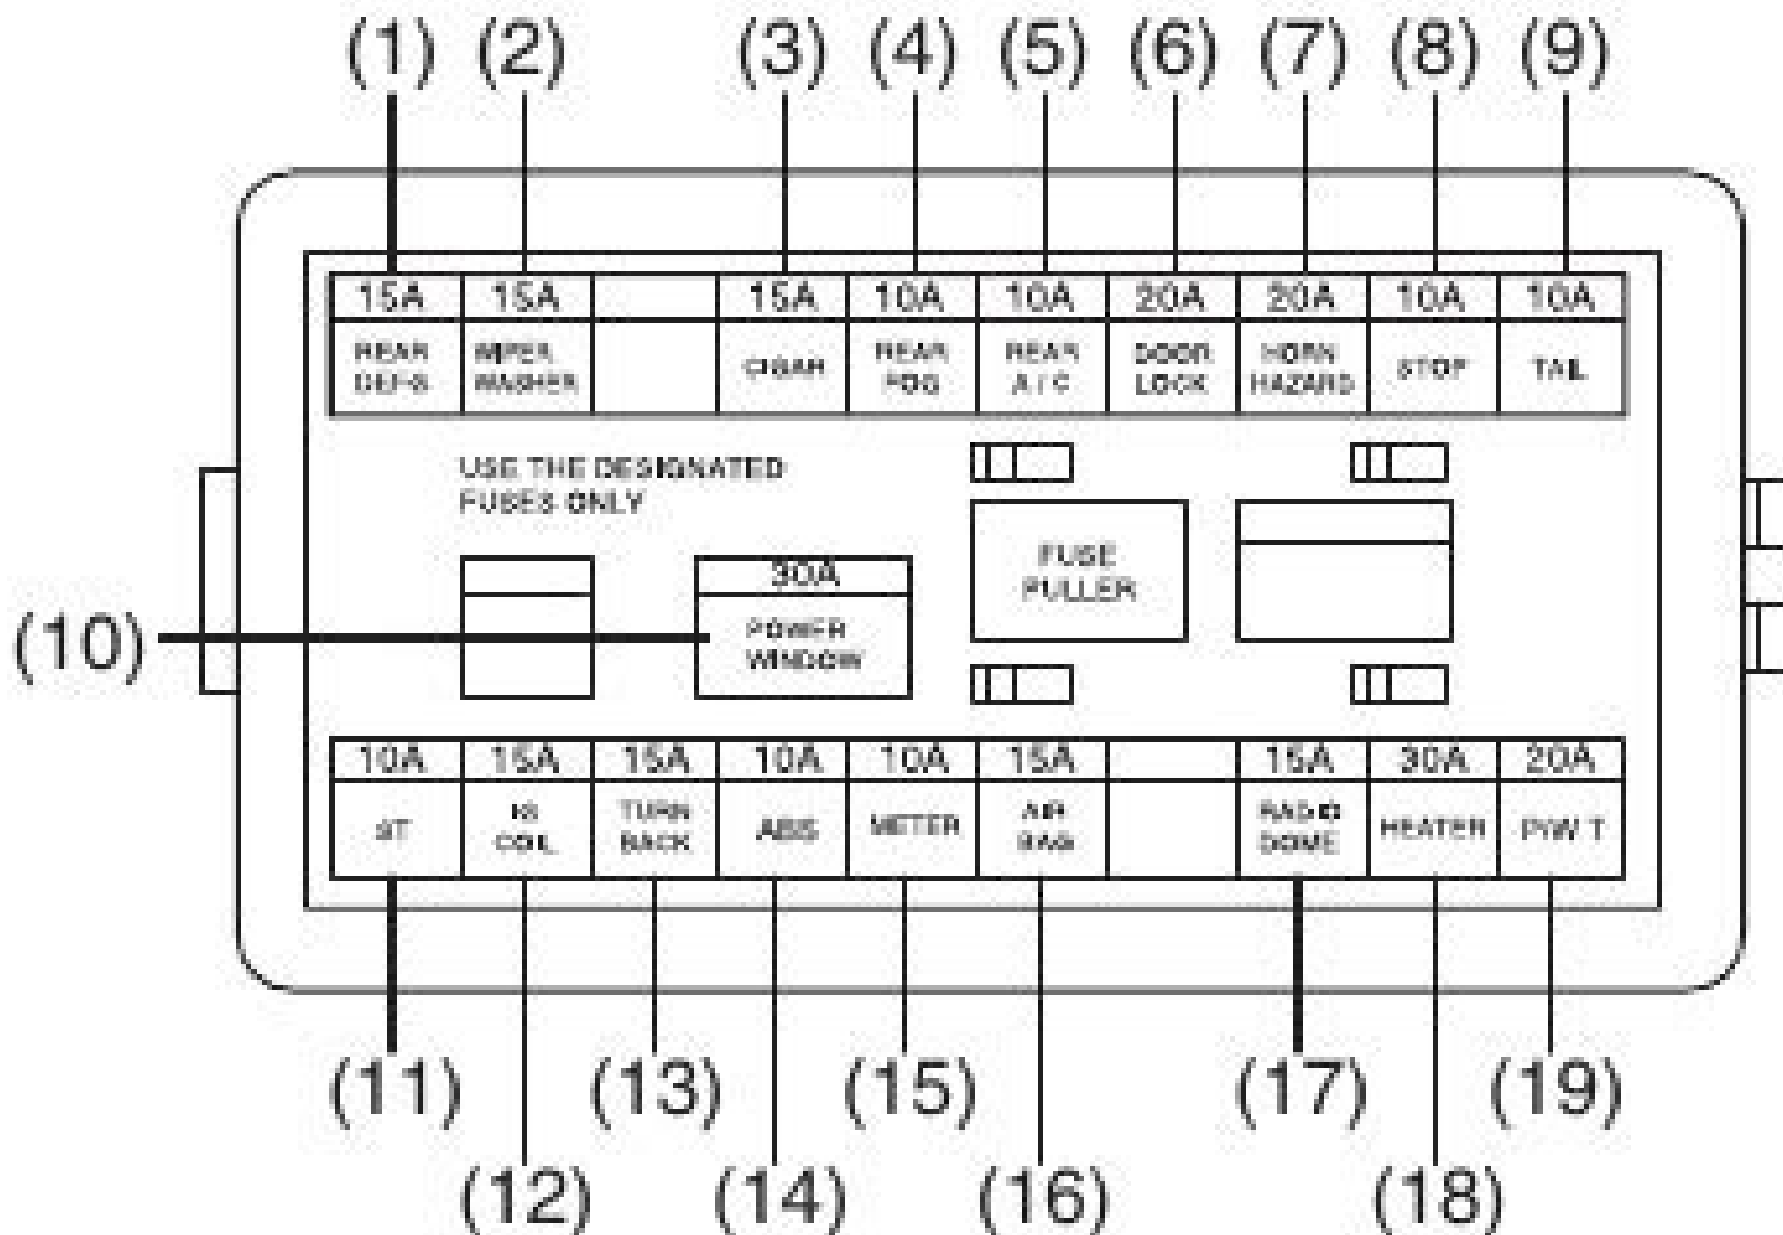 (1) (2) (3) (4) (5) (6) (7) (8) (9)
15A 15A 15A 10A 10A 20A 20A 10A 10A
REAR WIPER CIGAR REAR REAR DOOR HORN STOP TAIL
DEFG WASHER FOG A/C LOCK HAZARD
USE THE DESIGNATED
FUSES ONLY
30A
POWER
WINDOW
FUSE
PULLER
(10)
10A 15A 15A 10A 10A 15A 15A 30A 20A
ST IG TURN ABS METER AIR RADIO HEATER P/W T
COIL BACK BAG DOME
(11) (13) (15) (17) (19)
(12) (14) (16) (18)